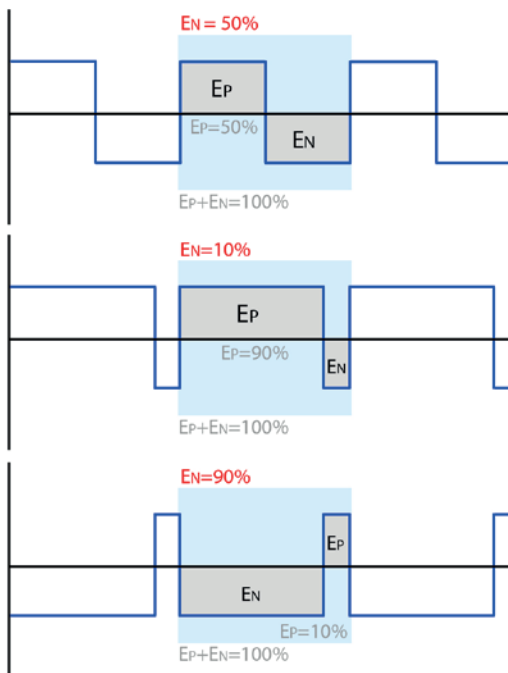 EN = 50%
EP
EP=50%
EN
EP+EN=100%
EN=10%
EP
EP=90%
EN
EP+EN=100%
EN=90%
EP
EN
EP=10%
EP+EN=100%